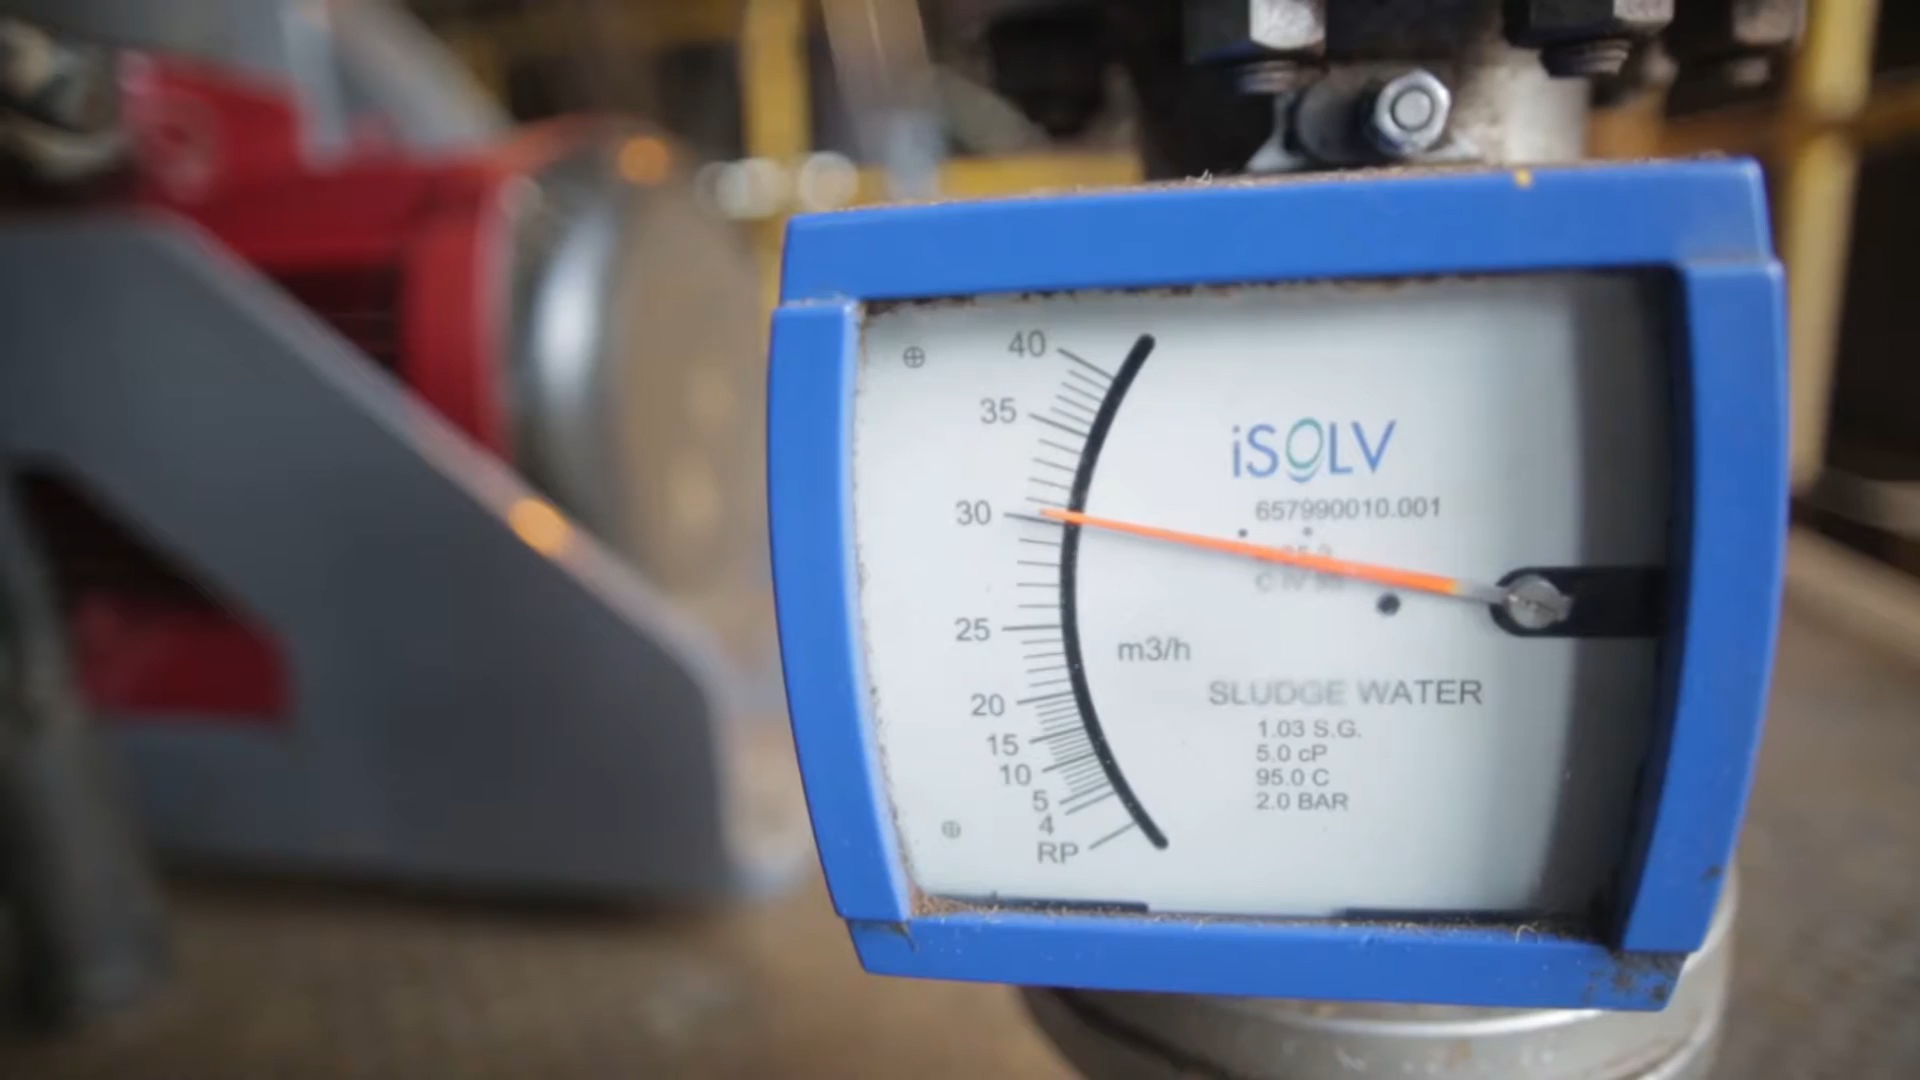 40
35
30
25
20
15
10
5
4
RP
iSOLV
657990010.001
m3/h
SLUDGE WATER
1.03 S.G.
5.0 cP
95.0 C
2.0 BAR